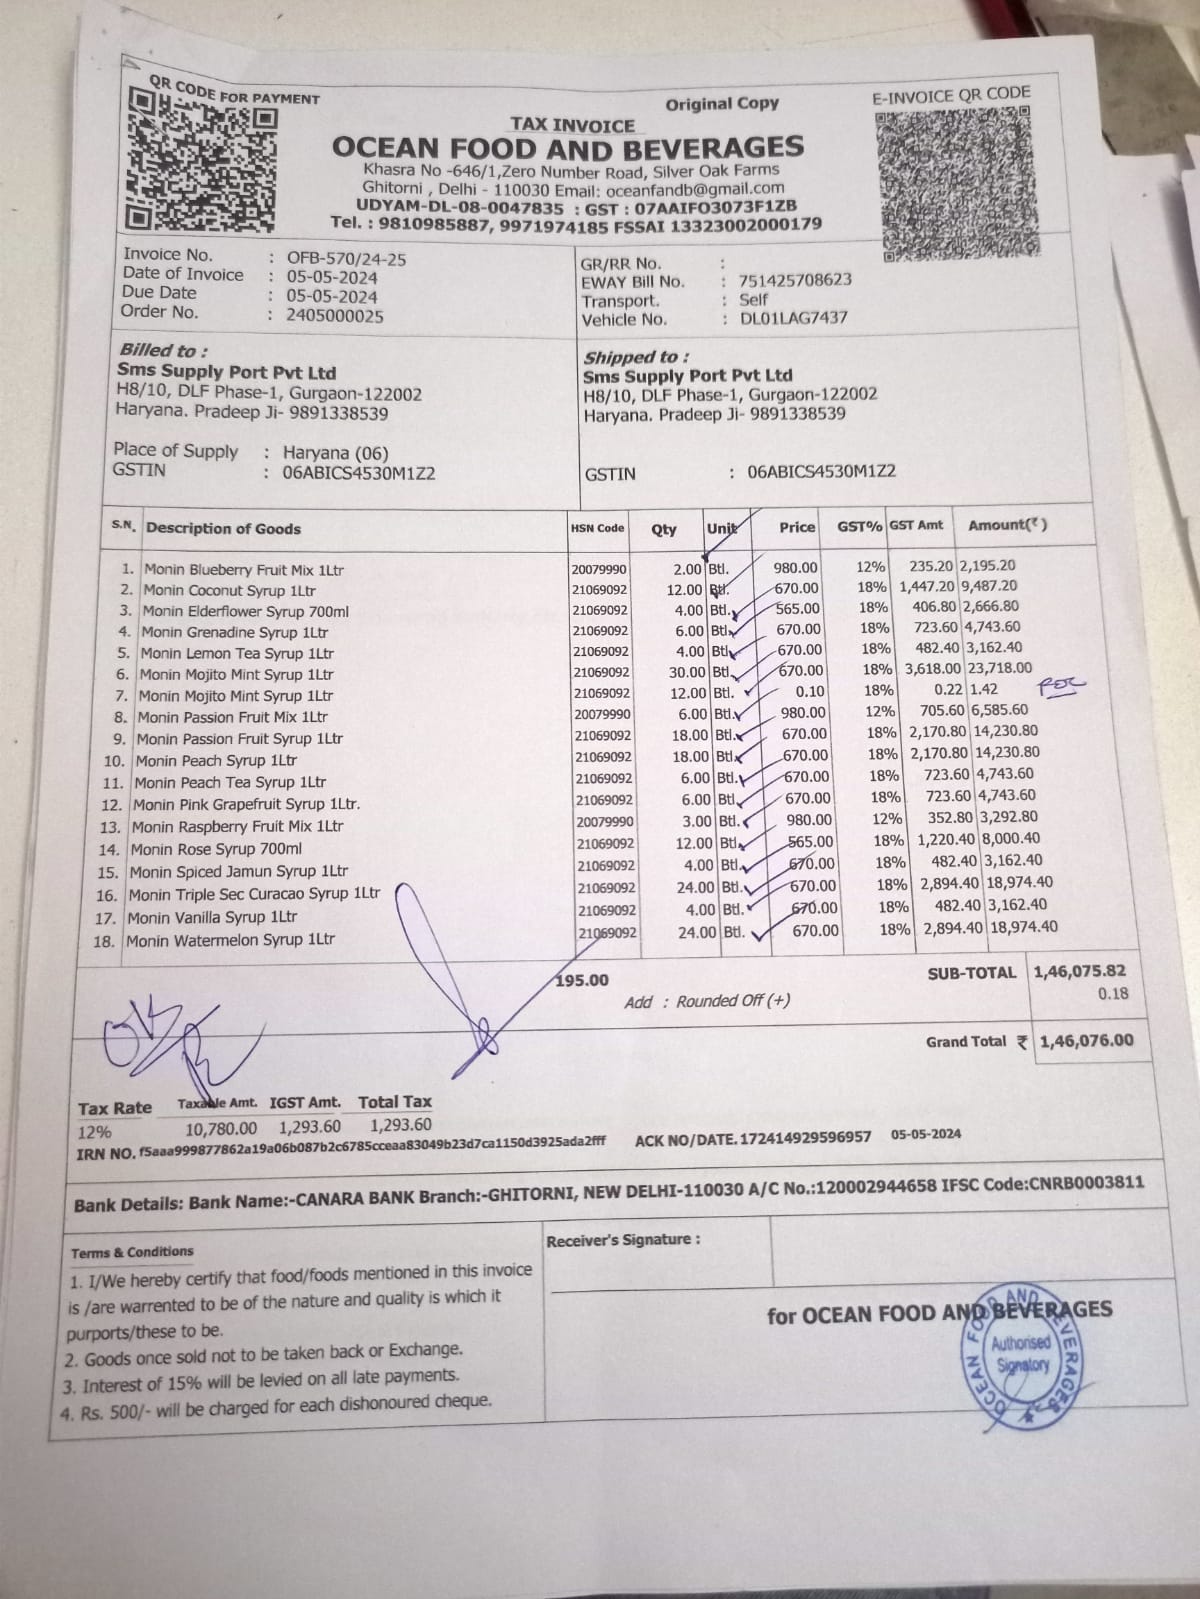 QR CODE FOR PAYMENT
Original Copy
E-INVOICE QR CODE
TAX INVOICE
OCEAN FOOD AND BEVERAGES
Khasra No -646/1,Zero Number Road, Silver Oak Farms
Ghitorni , Delhi - 110030 Email: oceanfandb@gmail.com
UDYAM-DL-08-0047835 : GST : 07AAIFO3073F1ZB
Tel. : 9810985887, 9971974185 FSSAI 13323002000179
Invoice No. : OFB-570/24-25
Date of Invoice : 05-05-2024
Due Date : 05-05-2024
Order No. : 2405000025
GR/RR No. :
EWAY Bill No. : 751425708623
Transport. : Self
Vehicle No. : DL01LAG7437
Billed to :
Sms Supply Port Pvt Ltd
H8/10, DLF Phase-1, Gurgaon-122002
Haryana. Pradeep Ji- 9891338539
Place of Supply : Haryana (06)
GSTIN : 06ABICS4530M1Z2
Shipped to :
Sms Supply Port Pvt Ltd
H8/10, DLF Phase-1, Gurgaon-122002
Haryana. Pradeep Ji- 9891338539
GSTIN : 06ABICS4530M1Z2
S.N. Description of Goods HSN Code Qty Unit Price GST% GST Amt Amount(₹)
1. Monin Blueberry Fruit Mix 1Ltr 20079990 2.00 Btl. 980.00 12% 235.20 2,195.20
2. Monin Coconut Syrup 1Ltr 21069092 12.00 Btl. 670.00 18% 1,447.20 9,487.20
3. Monin Elderflower Syrup 700ml 21069092 4.00 Btl. 565.00 18% 406.80 2,666.80
4. Monin Grenadine Syrup 1Ltr 21069092 6.00 Btl. 670.00 18% 723.60 4,743.60
5. Monin Lemon Tea Syrup 1Ltr 21069092 4.00 Btl. 670.00 18% 482.40 3,162.40
6. Monin Mojito Mint Syrup 1Ltr 21069092 30.00 Btl. 670.00 18% 3,618.00 23,718.00
7. Monin Mojito Mint Syrup 1Ltr 21069092 12.00 Btl. 0.10 18% 0.22 1.42
8. Monin Passion Fruit Mix 1Ltr 20079990 6.00 Btl. 980.00 12% 705.60 6,585.60
9. Monin Passion Fruit Syrup 1Ltr 21069092 18.00 Btl. 670.00 18% 2,170.80 14,230.80
10. Monin Peach Syrup 1Ltr 21069092 18.00 Btl. 670.00 18% 2,170.80 14,230.80
11. Monin Peach Tea Syrup 1Ltr 21069092 6.00 Btl. 670.00 18% 723.60 4,743.60
12. Monin Pink Grapefruit Syrup 1Ltr. 21069092 6.00 Btl. 670.00 18% 723.60 4,743.60
13. Monin Raspberry Fruit Mix 1Ltr 20079990 3.00 Btl. 980.00 12% 352.80 3,292.80
14. Monin Rose Syrup 700ml 21069092 12.00 Btl. 565.00 18% 1,220.40 8,000.40
15. Monin Spiced Jamun Syrup 1Ltr 21069092 4.00 Btl. 670.00 18% 482.40 3,162.40
16. Monin Triple Sec Curacao Syrup 1Ltr 21069092 24.00 Btl. 670.00 18% 2,894.40 18,974.40
17. Monin Vanilla Syrup 1Ltr 21069092 4.00 Btl. 670.00 18% 482.40 3,162.40
18. Monin Watermelon Syrup 1Ltr 21069092 24.00 Btl. 670.00 18% 2,894.40 18,974.40
195.00 SUB-TOTAL 1,46,075.82
Add : Rounded Off (+) 0.18
OK
Grand Total ₹ 1,46,076.00
Tax Rate Taxable Amt. IGST Amt. Total Tax
12% 10,780.00 1,293.60 1,293.60
IRN NO. f5aaa999877862a19a06b087b2c6785cceaa83049b23d7ca1150d3925ada2fff ACK NO/DATE. 172414929596957 05-05-2024
Bank Details: Bank Name:-CANARA BANK Branch:-GHITORNI, NEW DELHI-110030 A/C No.:120002944658 IFSC Code:CNRB0003811
Terms & Conditions
1. I/We hereby certify that food/foods mentioned in this invoice
is /are warrented to be of the nature and quality is which it
purports/these to be.
2. Goods once sold not to be taken back or Exchange.
3. Interest of 15% will be levied on all late payments.
4. Rs. 500/- will be charged for each dishonoured cheque.
Receiver's Signature :
for OCEAN FOOD AND BEVERAGES
OCEAN FOOD AND BEVERAGES
Authorised
Signatory